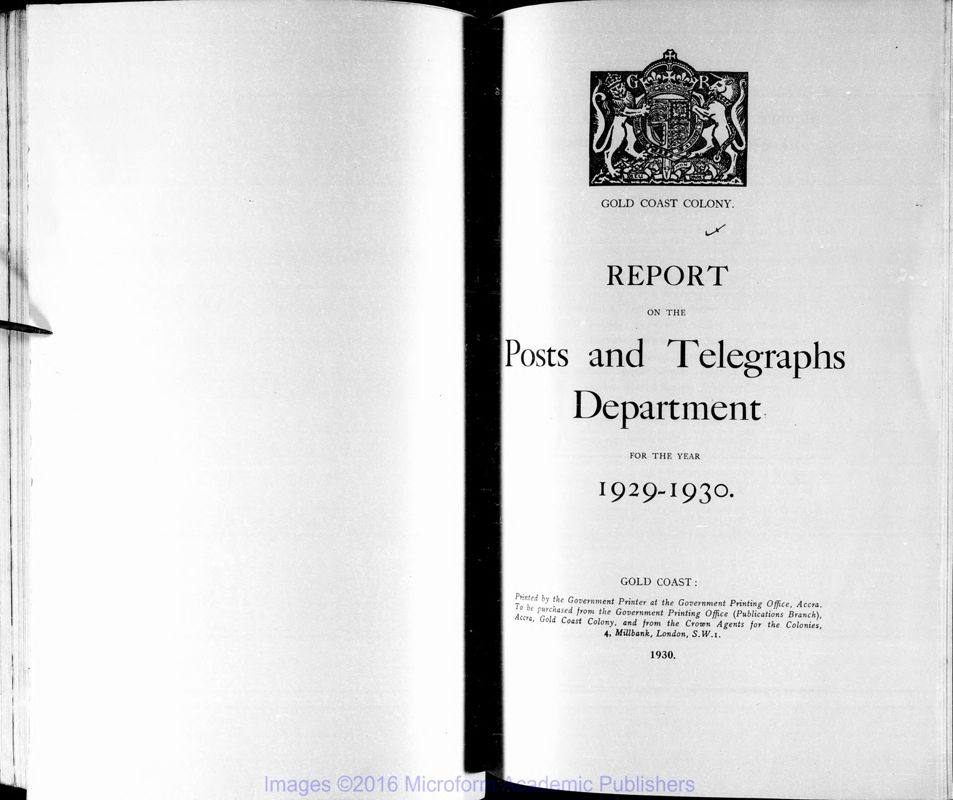 G R
GOLD COAST COLONY.
REPORT
ON THE
Posts and Telegraphs
Department
FOR THE YEAR
1929-1930.
GOLD COAST:
Printed by the Government Printer at the Government Printing Office, Accra.
To be purchased from the Government Printing Office (Publications Branch),
Accra, Gold Coast Colony, and from the Crown Agents for the Colonies,
4, Millbank, London, S.W.1.
1930.
Images ©2016 Microform Academic Publishers